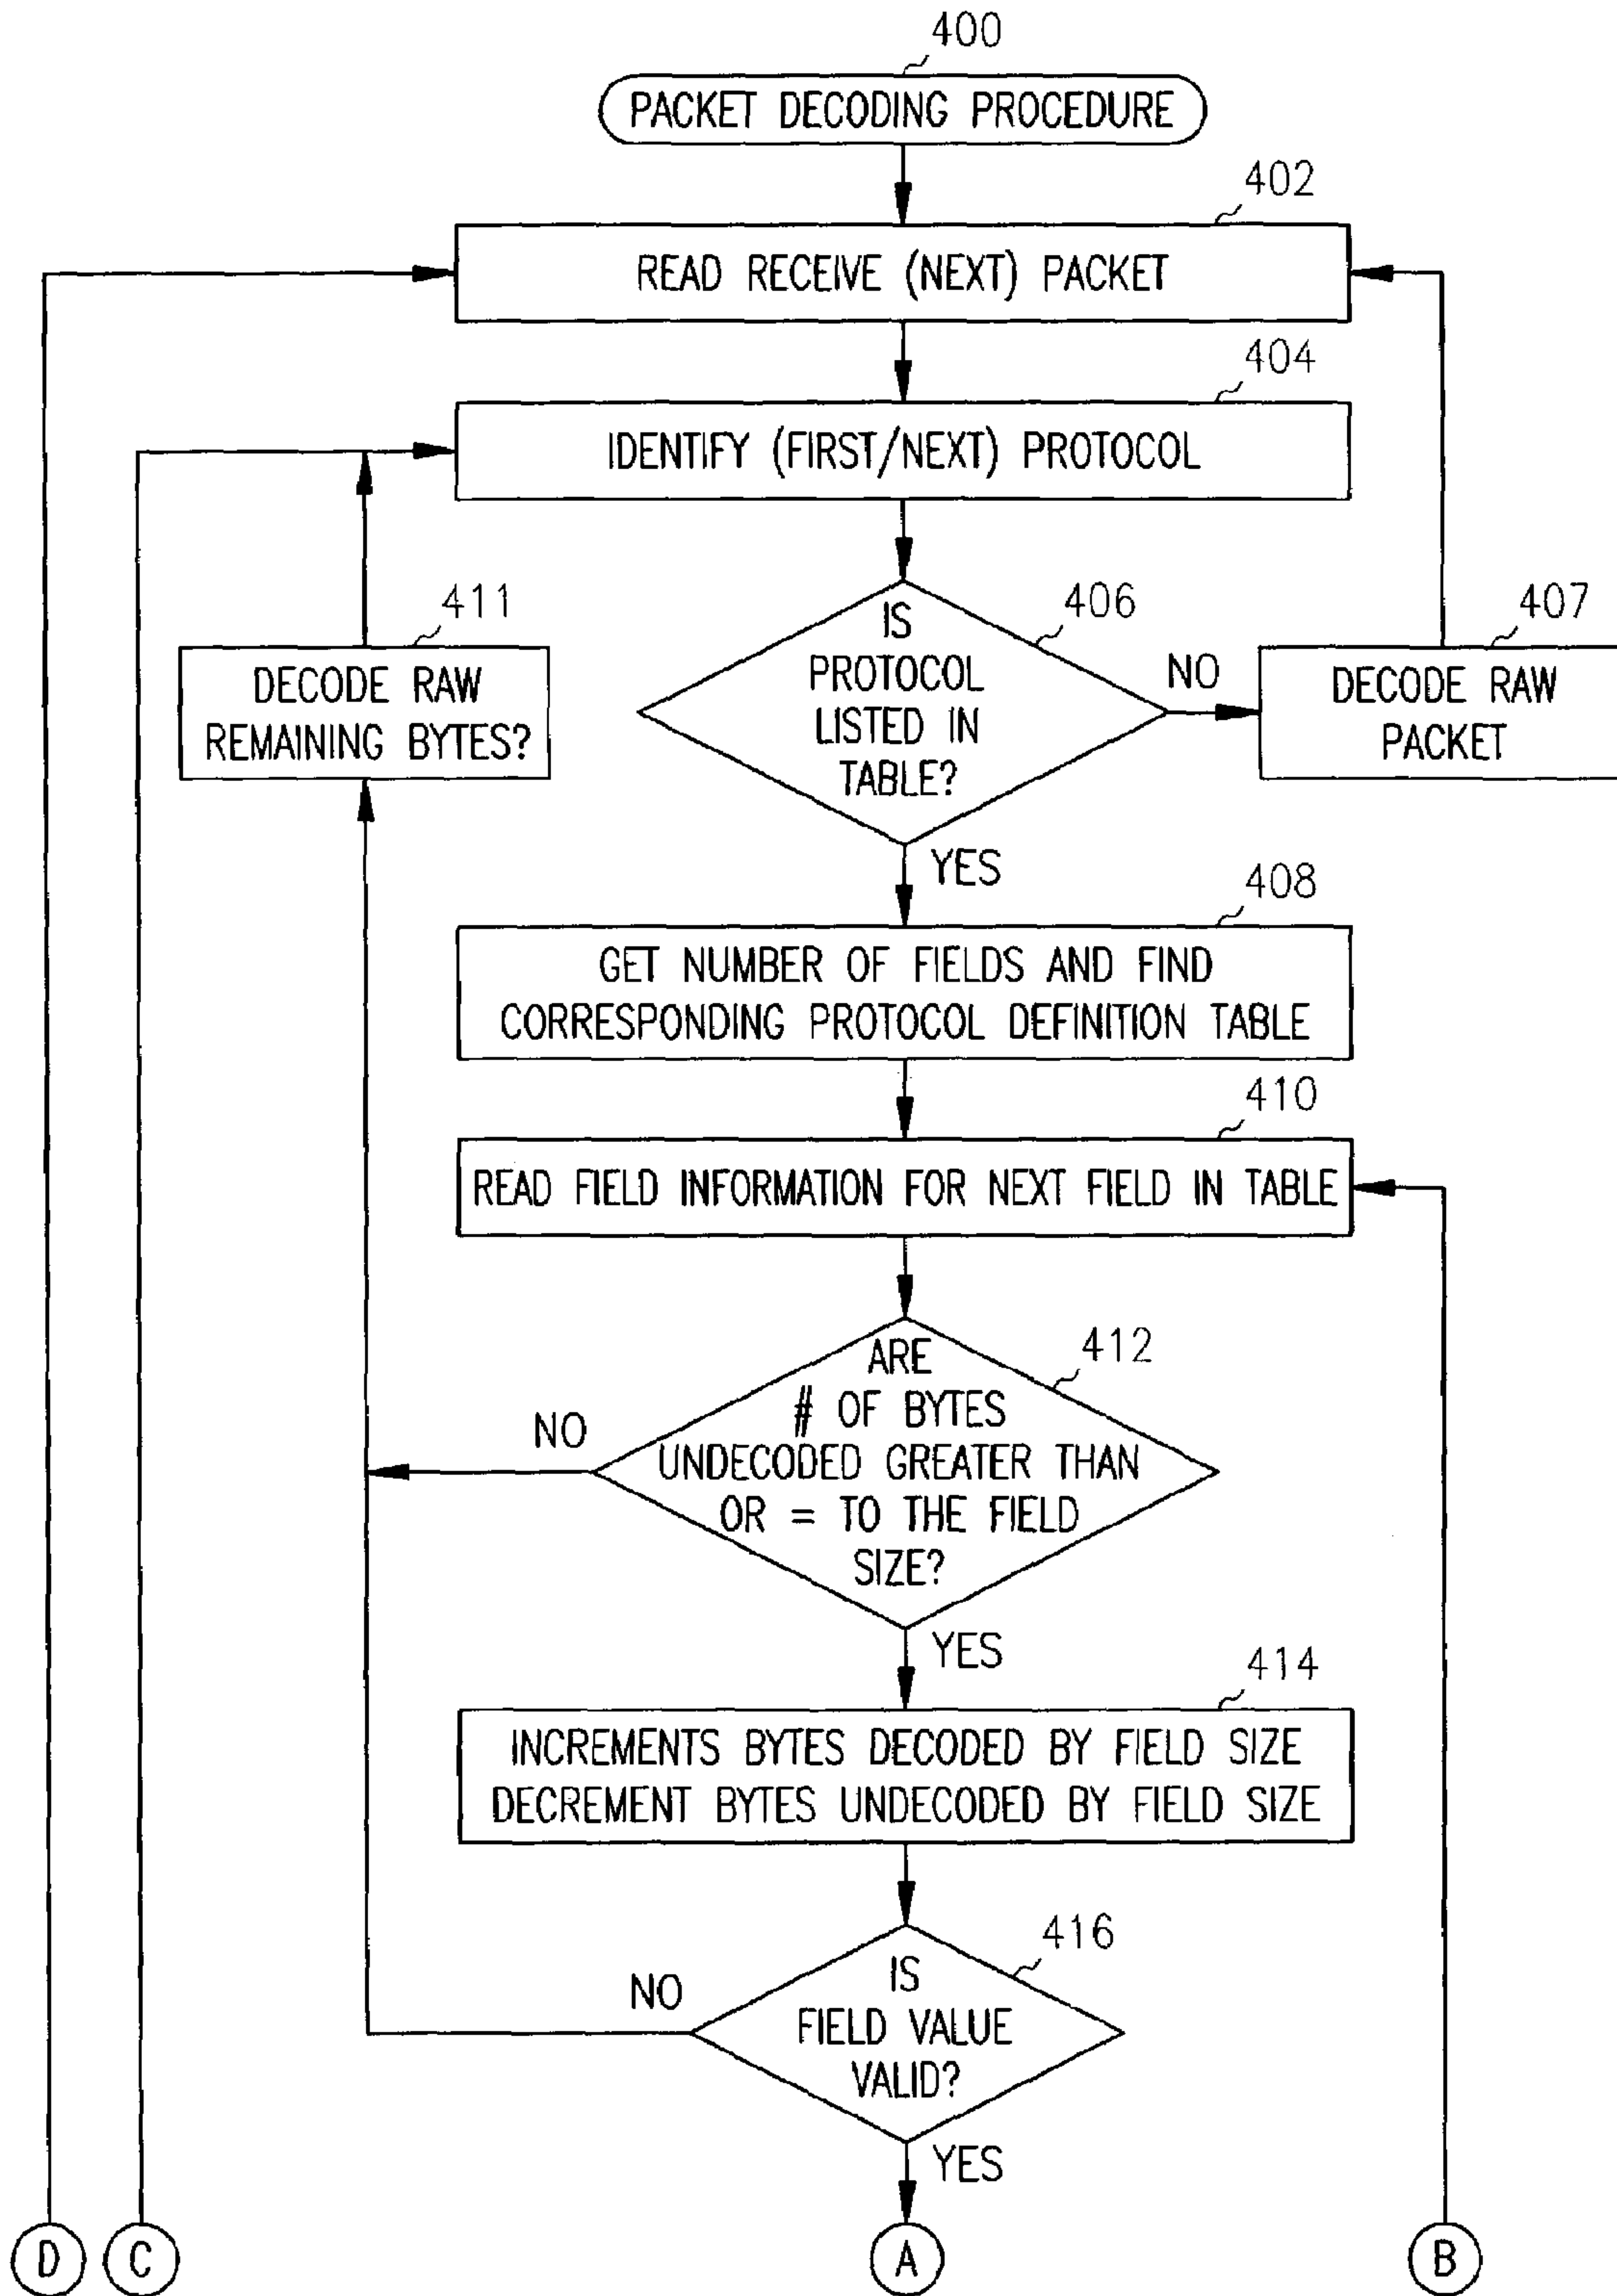 400
PACKET DECODING PROCEDURE
402
READ RECEIVE (NEXT) PACKET
404
IDENTIFY (FIRST/NEXT) PROTOCOL
411
DECODE RAW
REMAINING BYTES?
406
IS
PROTOCOL
LISTED IN
TABLE?
NO
407
DECODE RAW
PACKET
YES
408
GET NUMBER OF FIELDS AND FIND
CORRESPONDING PROTOCOL DEFINITION TABLE
410
READ FIELD INFORMATION FOR NEXT FIELD IN TABLE
412
ARE
# OF BYTES
UNDECODED GREATER THAN
OR = TO THE FIELD
SIZE?
NO
YES
414
INCREMENTS BYTES DECODED BY FIELD SIZE
DECREMENT BYTES UNDECODED BY FIELD SIZE
416
IS
FIELD VALUE
VALID?
NO
YES
D
C
A
B